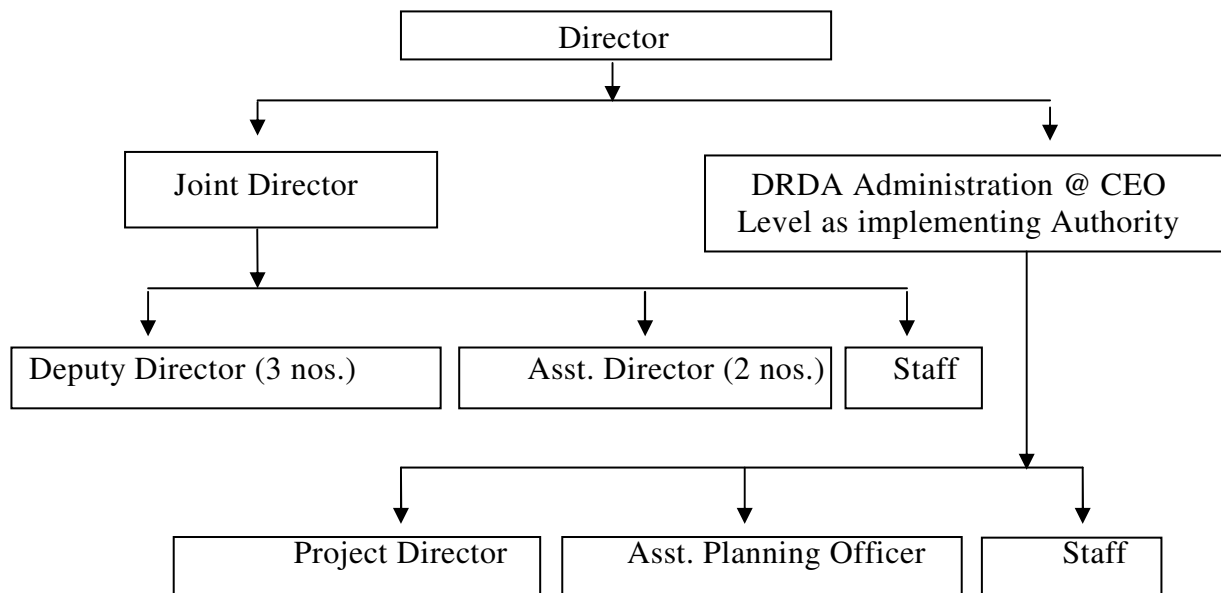 Director
Joint Director
DRDA Administration @ CEO
Level as implementing Authority
Deputy Director (3 nos.)
Asst. Director (2 nos.)
Staff
Project Director
Asst. Planning Officer
Staff